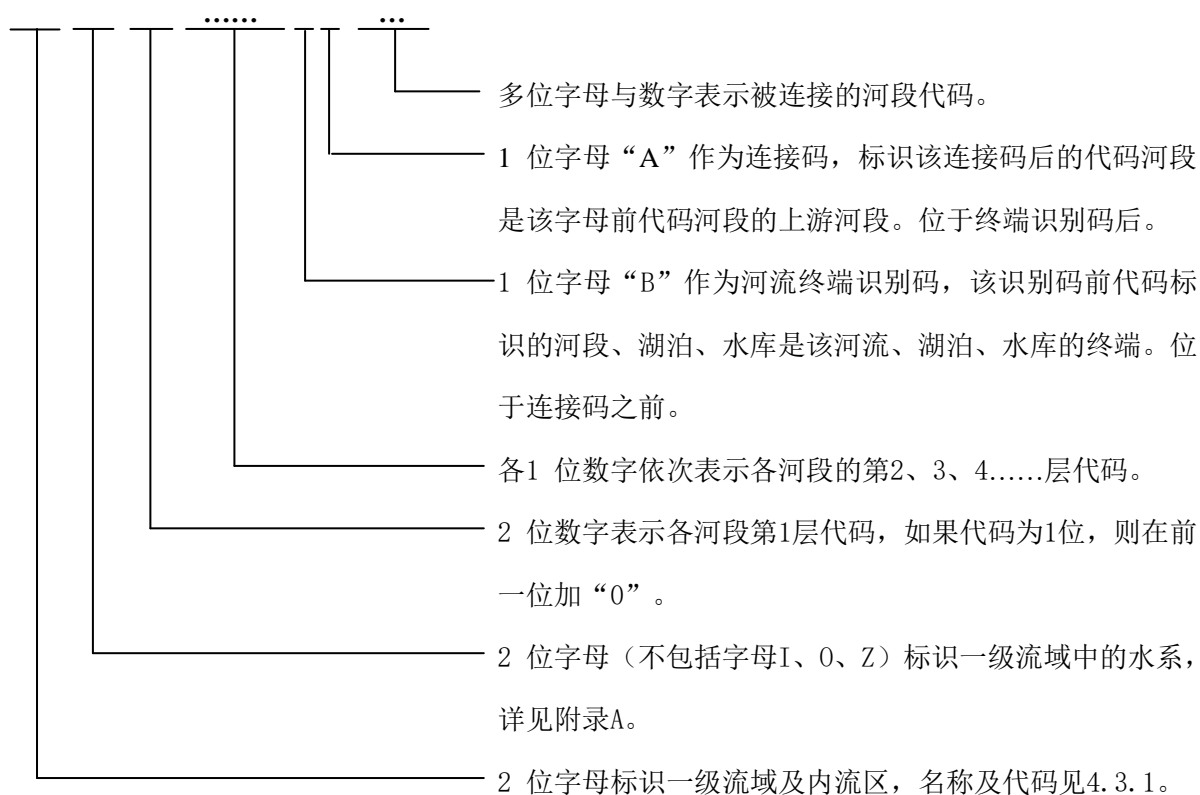 …… …
多位字母与数字表示被连接的河段代码。
1 位字母“A”作为连接码，标识该连接码后的代码河段
是该字母前代码河段的上游河段。位于终端识别码后。
1 位字母“B”作为河流终端识别码，该识别码前代码标
识的河段、湖泊、水库是该河流、湖泊、水库的终端。位
于连接码之前。
各1 位数字依次表示各河段的第2、3、4……层代码。
2 位数字表示各河段第1层代码，如果代码为1位，则在前
一位加“0”。
2 位字母（不包括字母I、O、Z）标识一级流域中的水系，
详见附录A。
2 位字母标识一级流域及内流区，名称及代码见4.3.1。